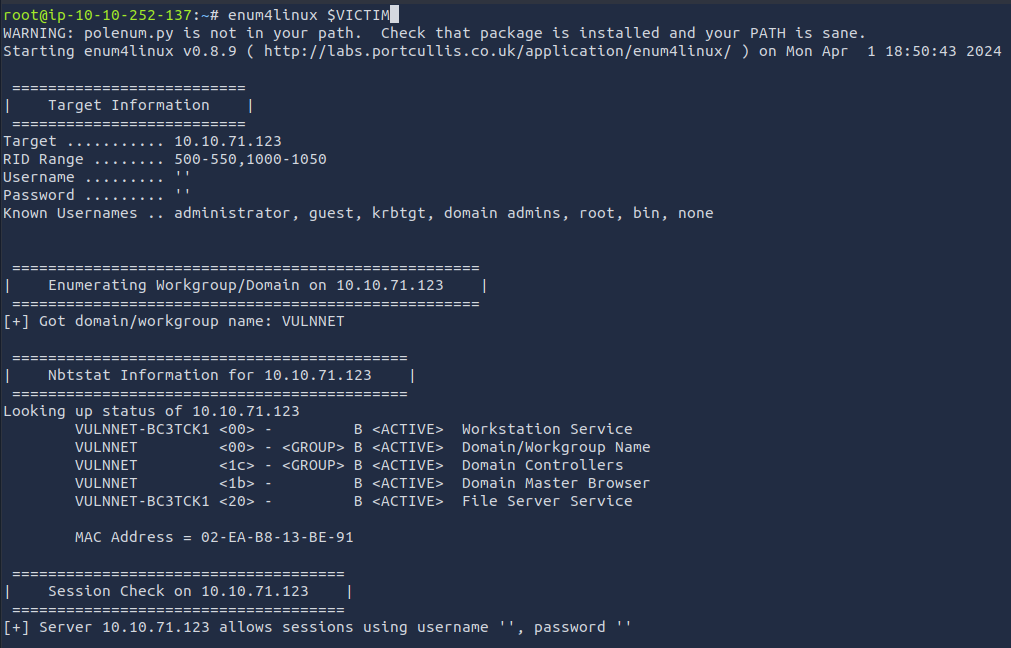 root@ip-10-10-252-137:~# enum4linux $VICTIM
WARNING: polenum.py is not in your path.  Check that package is installed and your PATH is sane.
Starting enum4linux v0.8.9 ( http://labs.portcullis.co.uk/application/enum4linux/ ) on Mon Apr  1 18:50:43 2024

 ==========================
|    Target Information    |
 ==========================
Target ........... 10.10.71.123
RID Range ........ 500-550,1000-1050
Username ......... ''
Password ......... ''
Known Usernames .. administrator, guest, krbtgt, domain admins, root, bin, none


 ====================================================
|    Enumerating Workgroup/Domain on 10.10.71.123    |
 ====================================================
[+] Got domain/workgroup name: VULNNET

 ============================================
|    Nbtstat Information for 10.10.71.123    |
 ============================================
Looking up status of 10.10.71.123
        VULNNET-BC3TCK1 <00> -         B <ACTIVE>  Workstation Service
        VULNNET         <00> - <GROUP> B <ACTIVE>  Domain/Workgroup Name
        VULNNET         <1c> - <GROUP> B <ACTIVE>  Domain Controllers
        VULNNET         <1b> -         B <ACTIVE>  Domain Master Browser
        VULNNET-BC3TCK1 <20> -         B <ACTIVE>  File Server Service

        MAC Address = 02-EA-B8-13-BE-91

 =====================================
|    Session Check on 10.10.71.123    |
 =====================================
[+] Server 10.10.71.123 allows sessions using username '', password ''